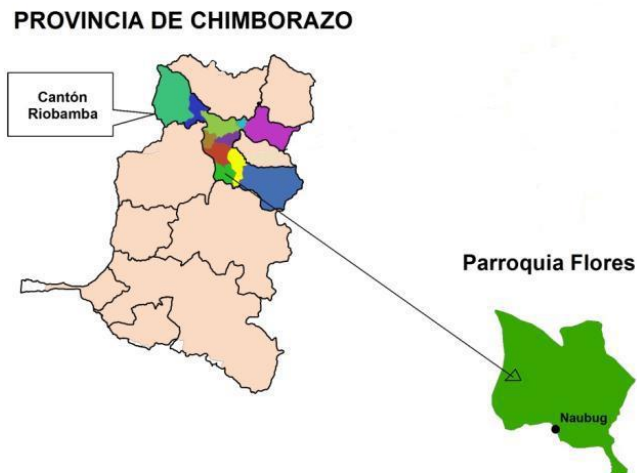 PROVINCIA DE CHIMBORAZO
Cantón
Riobamba
Parroquia Flores
Naubug